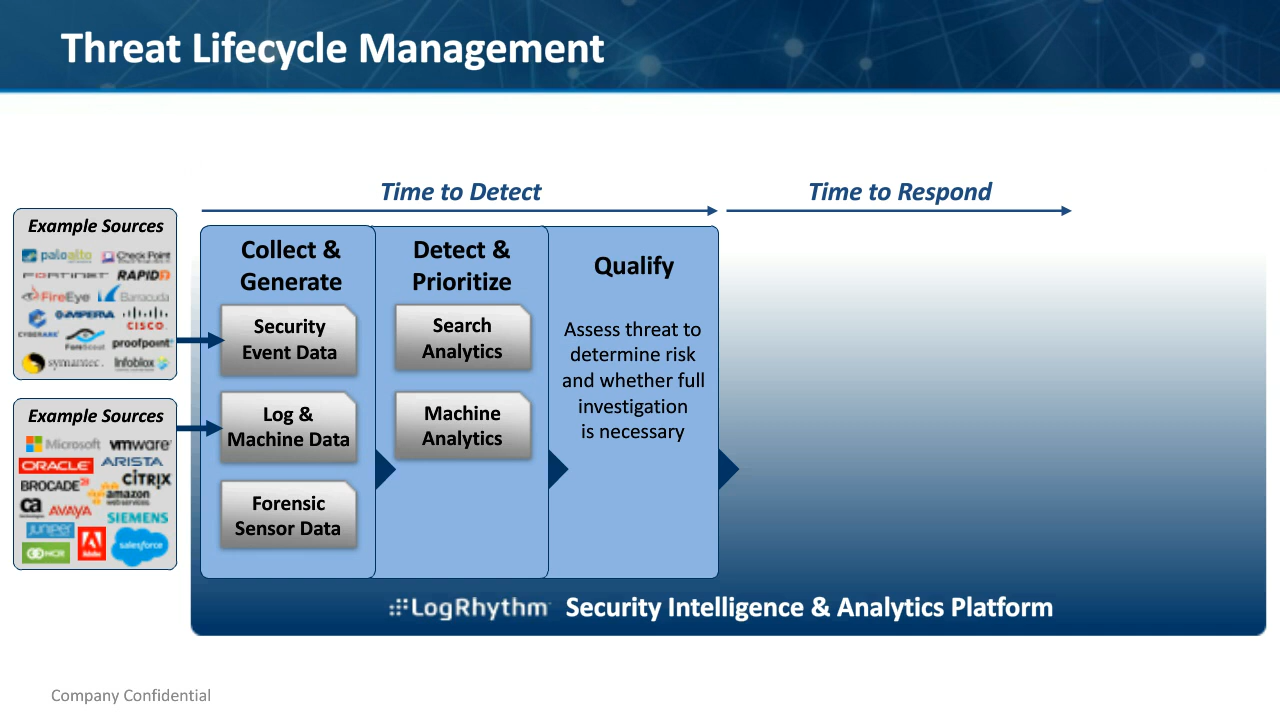 Threat Lifecycle Management
Time to Detect
Time to Respond
Example Sources
paloalto
Check Point
FORTINET
RAPID7
FireEye
Barracuda
IMPERVA
CISCO
CYBERARK
ForeScout
proofpoint
symantec.
Infoblox
Example Sources
Microsoft
vmware
ORACLE
ARISTA
BROCADE
CITRIX
amazon
web services
ca
technologies
AVAYA
SIEMENS
JUNIPER
NCR
Adobe
salesforce
Collect &
Generate
Security
Event Data
Log &
Machine Data
Forensic
Sensor Data
Detect &
Prioritize
Search
Analytics
Machine
Analytics
Qualify
Assess threat to
determine risk
and whether full
investigation
is necessary
LogRhythm Security Intelligence & Analytics Platform
Company Confidential